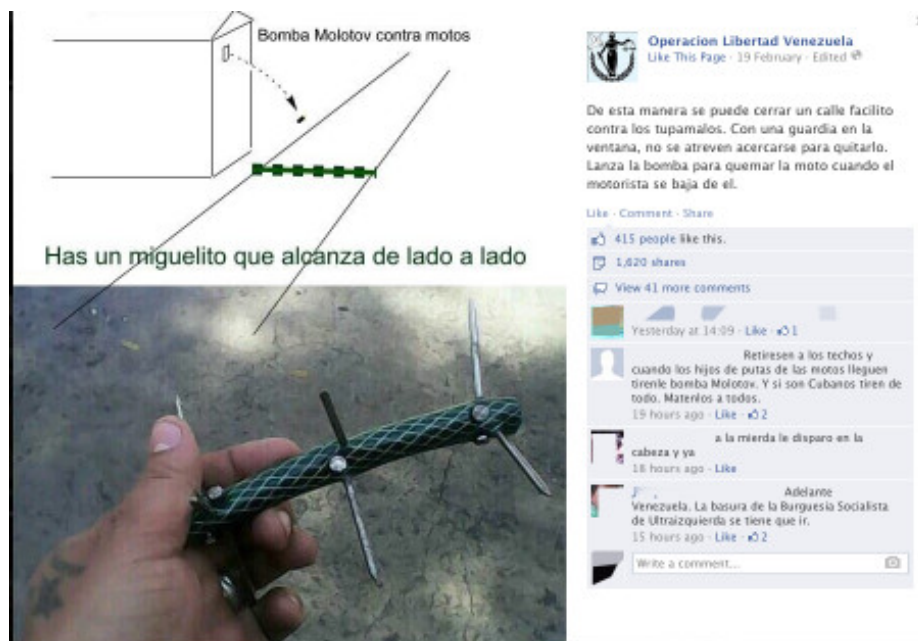 Bomba Molotov contra motos
Has un miguelito que alcanza de lado a lado
Operacion Libertad Venezuela
Like This Page · 19 February · Edited
De esta manera se puede cerrar un calle facilito
contra los tupamalos. Con una guardia en la
ventana, no se atreven acercarse para quitarlo.
Lanza la bomba para quemar la moto cuando el
motorista se baja de el.
Like · Comment · Share
415 people like this.
1,620 shares
View 41 more comments
Yesterday at 14:09 · Like · 1
Retiresen a los techos y
cuando los hijos de putas de las motos lleguen
tirenle bomba Molotov. Y si son Cubanos tiren de
todo. Matenlos a todos.
19 hours ago · Like · 2
a la mierda le disparo en la
cabeza y ya
18 hours ago · Like
Adelante
Venezuela. La basura de la Burguesia Socialista
de Ultraizquierda se tiene que ir.
15 hours ago · Like · 2
Write a comment...